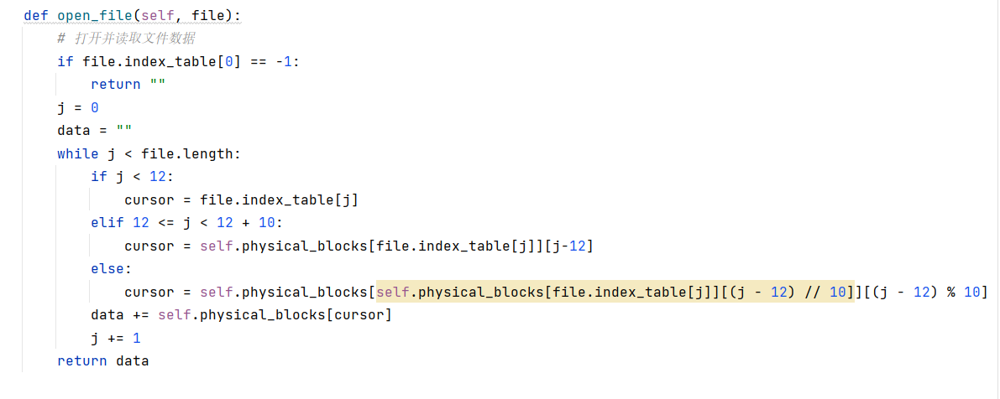 def open_file(self, file):
    # 打开并读取文件数据
    if file.index_table[0] == -1:
        return ""
    j = 0
    data = ""
    while j < file.length:
        if j < 12:
            cursor = file.index_table[j]
        elif 12 <= j < 12 + 10:
            cursor = self.physical_blocks[file.index_table[j]][j-12]
        else:
            cursor = self.physical_blocks[self.physical_blocks[file.index_table[j]][(j - 12) // 10]][(j - 12) % 10]
        data += self.physical_blocks[cursor]
        j += 1
    return data